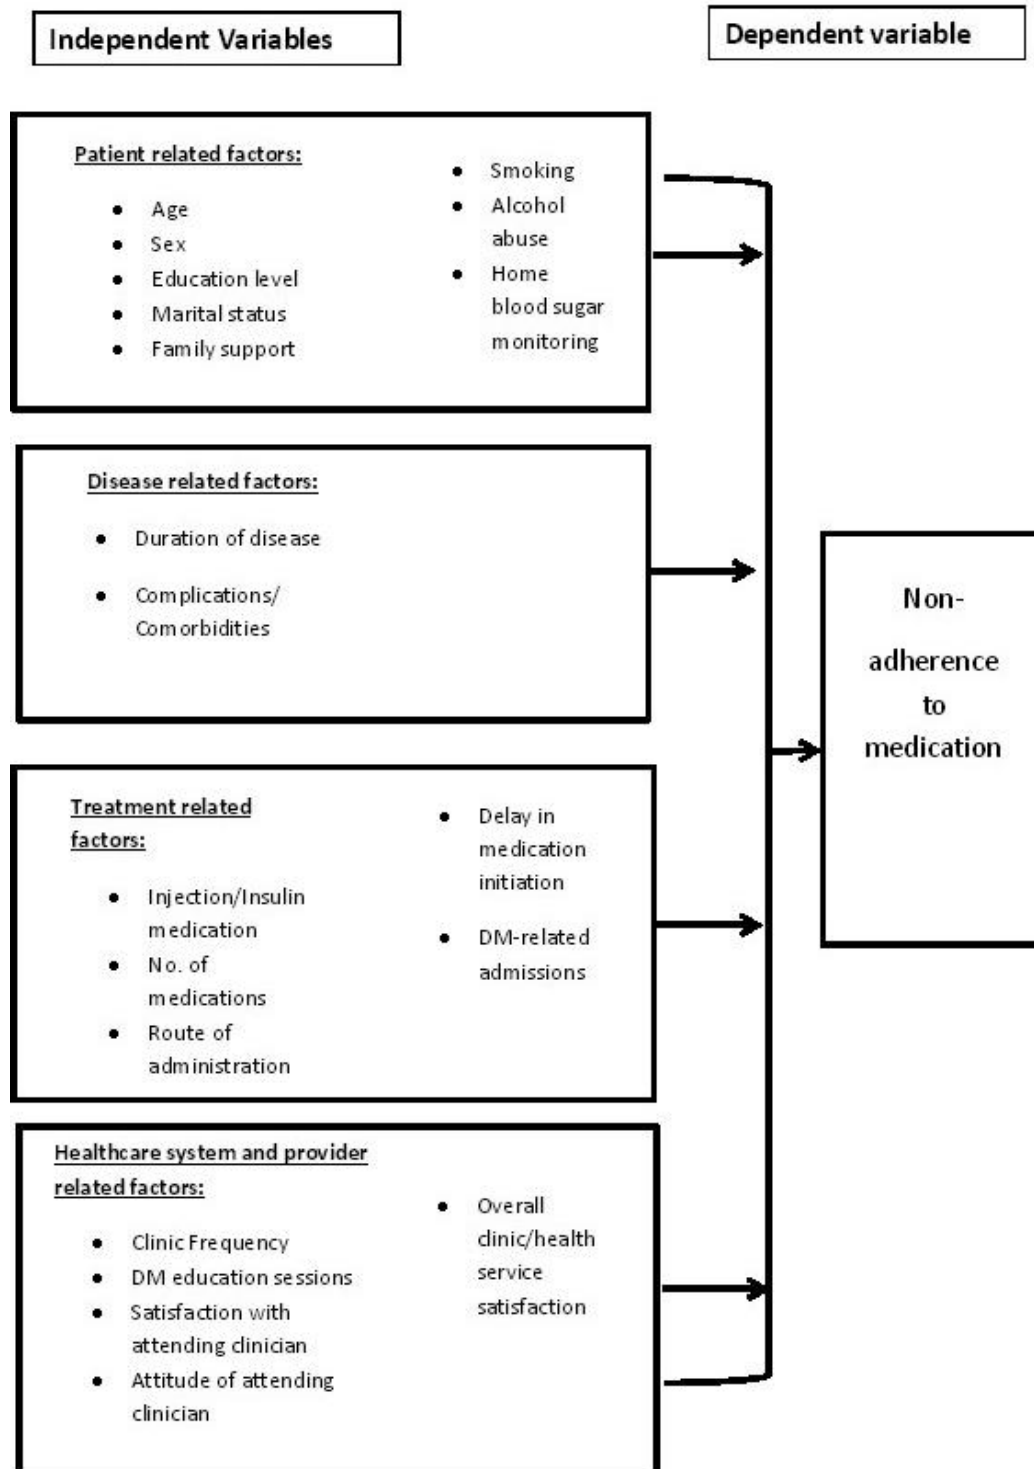 Independent Variables
Dependent variable
Patient related factors:
● Age
● Sex
● Education level
● Marital status
● Family support
● Smoking
● Alcohol
abuse
● Home
blood sugar
monitoring
Disease related factors:
● Duration of disease
● Complications/
Comorbidities
Treatment related
factors:
● Injection/Insulin
medication
● No. of
medications
● Route of
administration
● Delay in
medication
initiation
● DM-related
admissions
Healthcare system and provider
related factors:
● Clinic Frequency
● DM education sessions
● Satisfaction with
attending clinician
● Attitude of attending
clinician
● Overall
clinic/health
service
satisfaction
Non-
adherence
to
medication